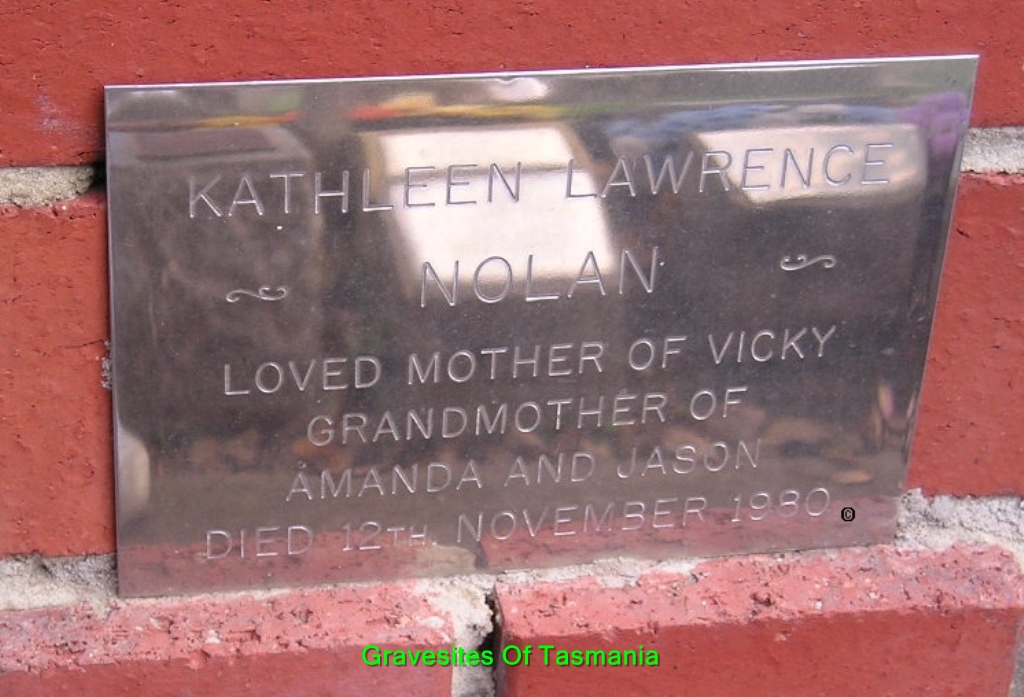 KATHLEEN LAWRENCE
NOLAN
LOVED MOTHER OF VICKY
GRANDMOTHER OF
AMANDA AND JASON
DIED 12TH. NOVEMBER 1980
©
Gravesites Of Tasmania